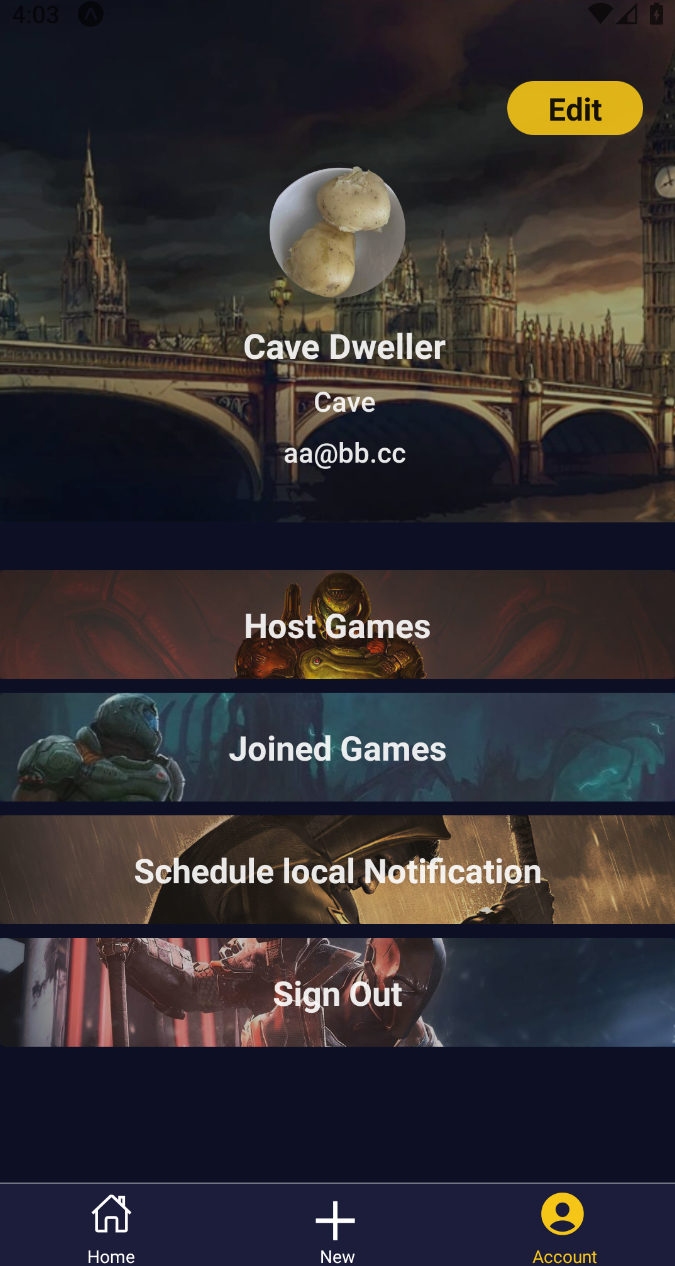 4:03
Edit
Cave Dweller
Cave
aa@bb.cc
Host Games
Joined Games
Schedule local Notification
Sign Out
Home
New
Account